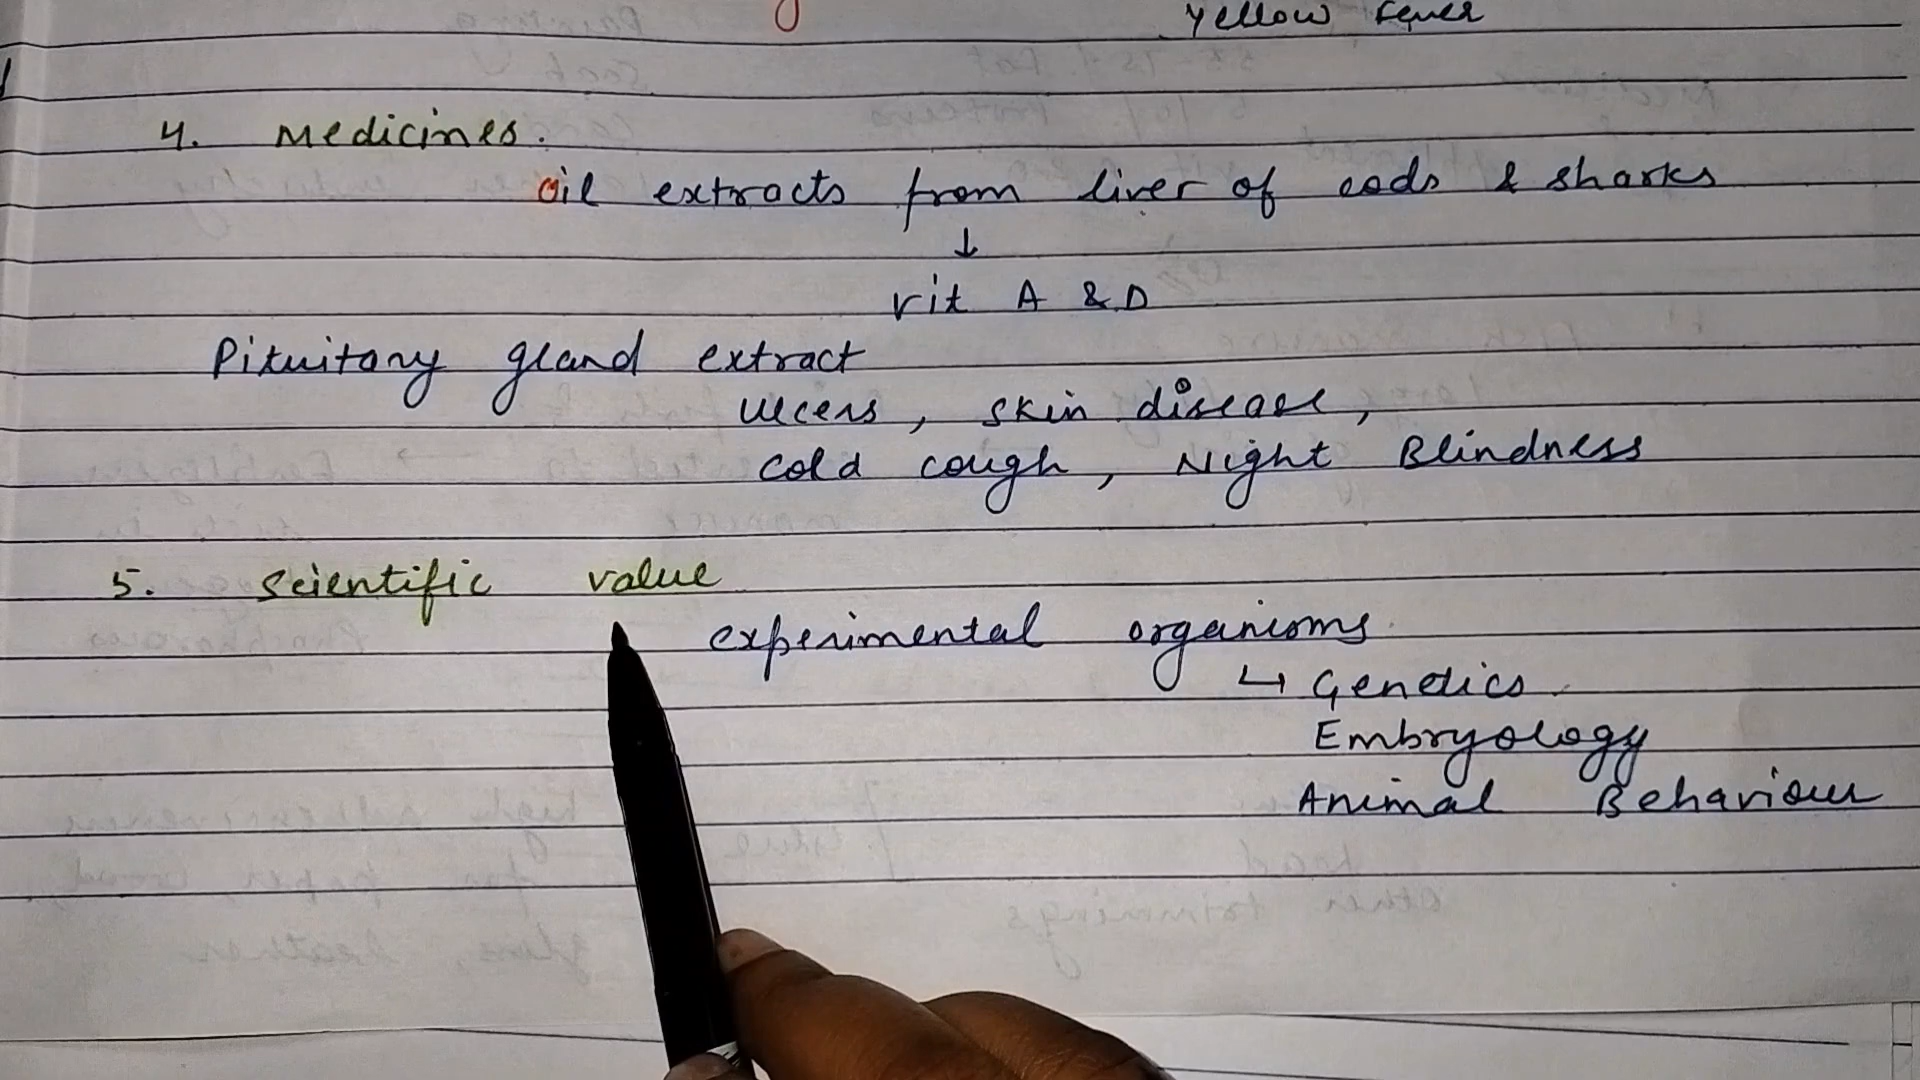 Yellow Fever
4. Medicines.
oil extracts from liver of cods & sharks
↓
vit A & D
Pituitary gland extract
ulcers, skin disease,
cold cough, Night Blindness
5. Scientific value
experimental organisms
↳ Genetics
Embryology
Animal Behaviour